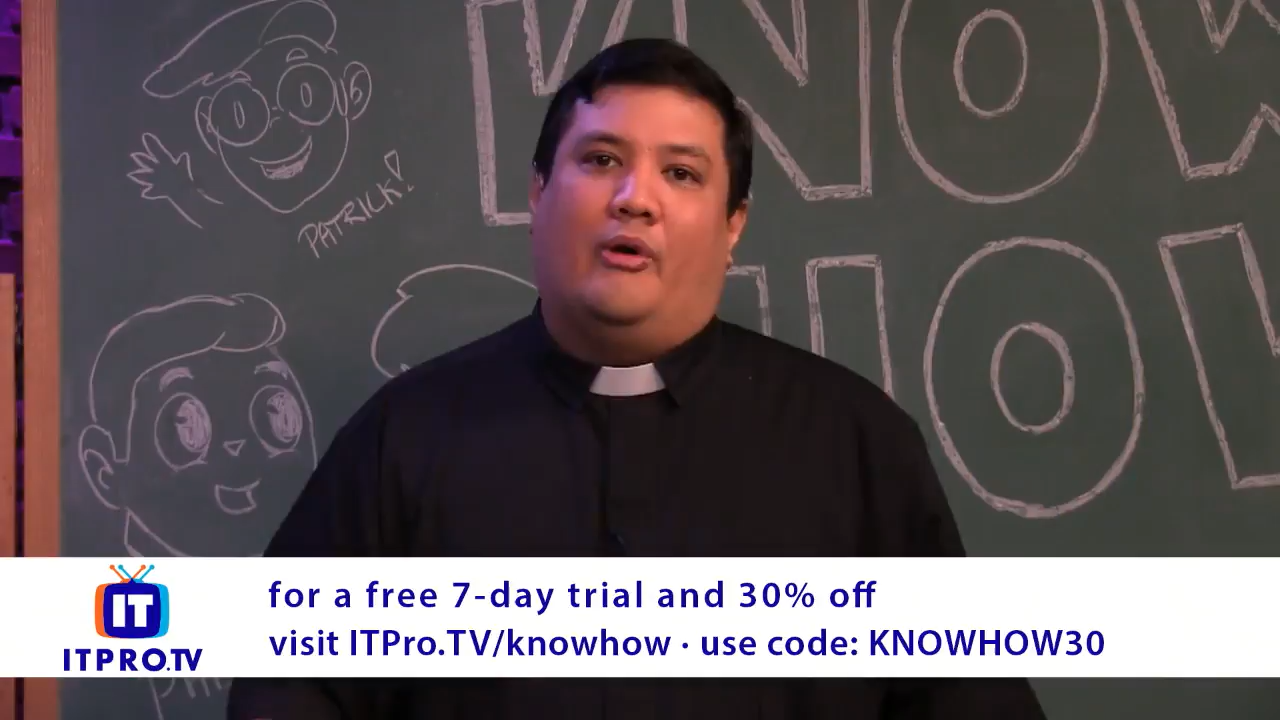 KNOW
HOW
PATRICK!
IT
ITPRO.TV
for a free 7-day trial and 30% off
visit ITPro.TV/knowhow · use code: KNOWHOW30